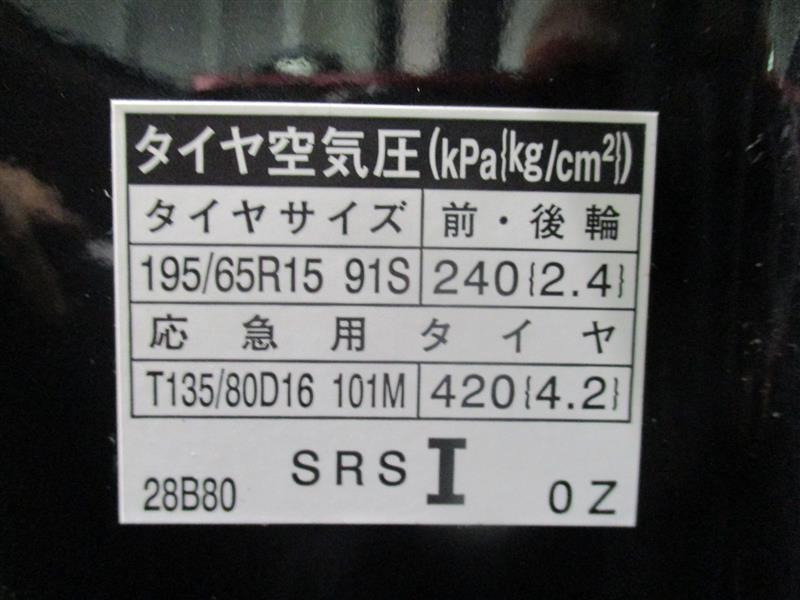 タイヤ空気圧(kPa{kg/cm²})
タイヤサイズ 前・後輪
195/65R15 91S 240{2.4}
応急用タイヤ
T135/80D16 101M 420{4.2}
28B80 SRS I 0Z